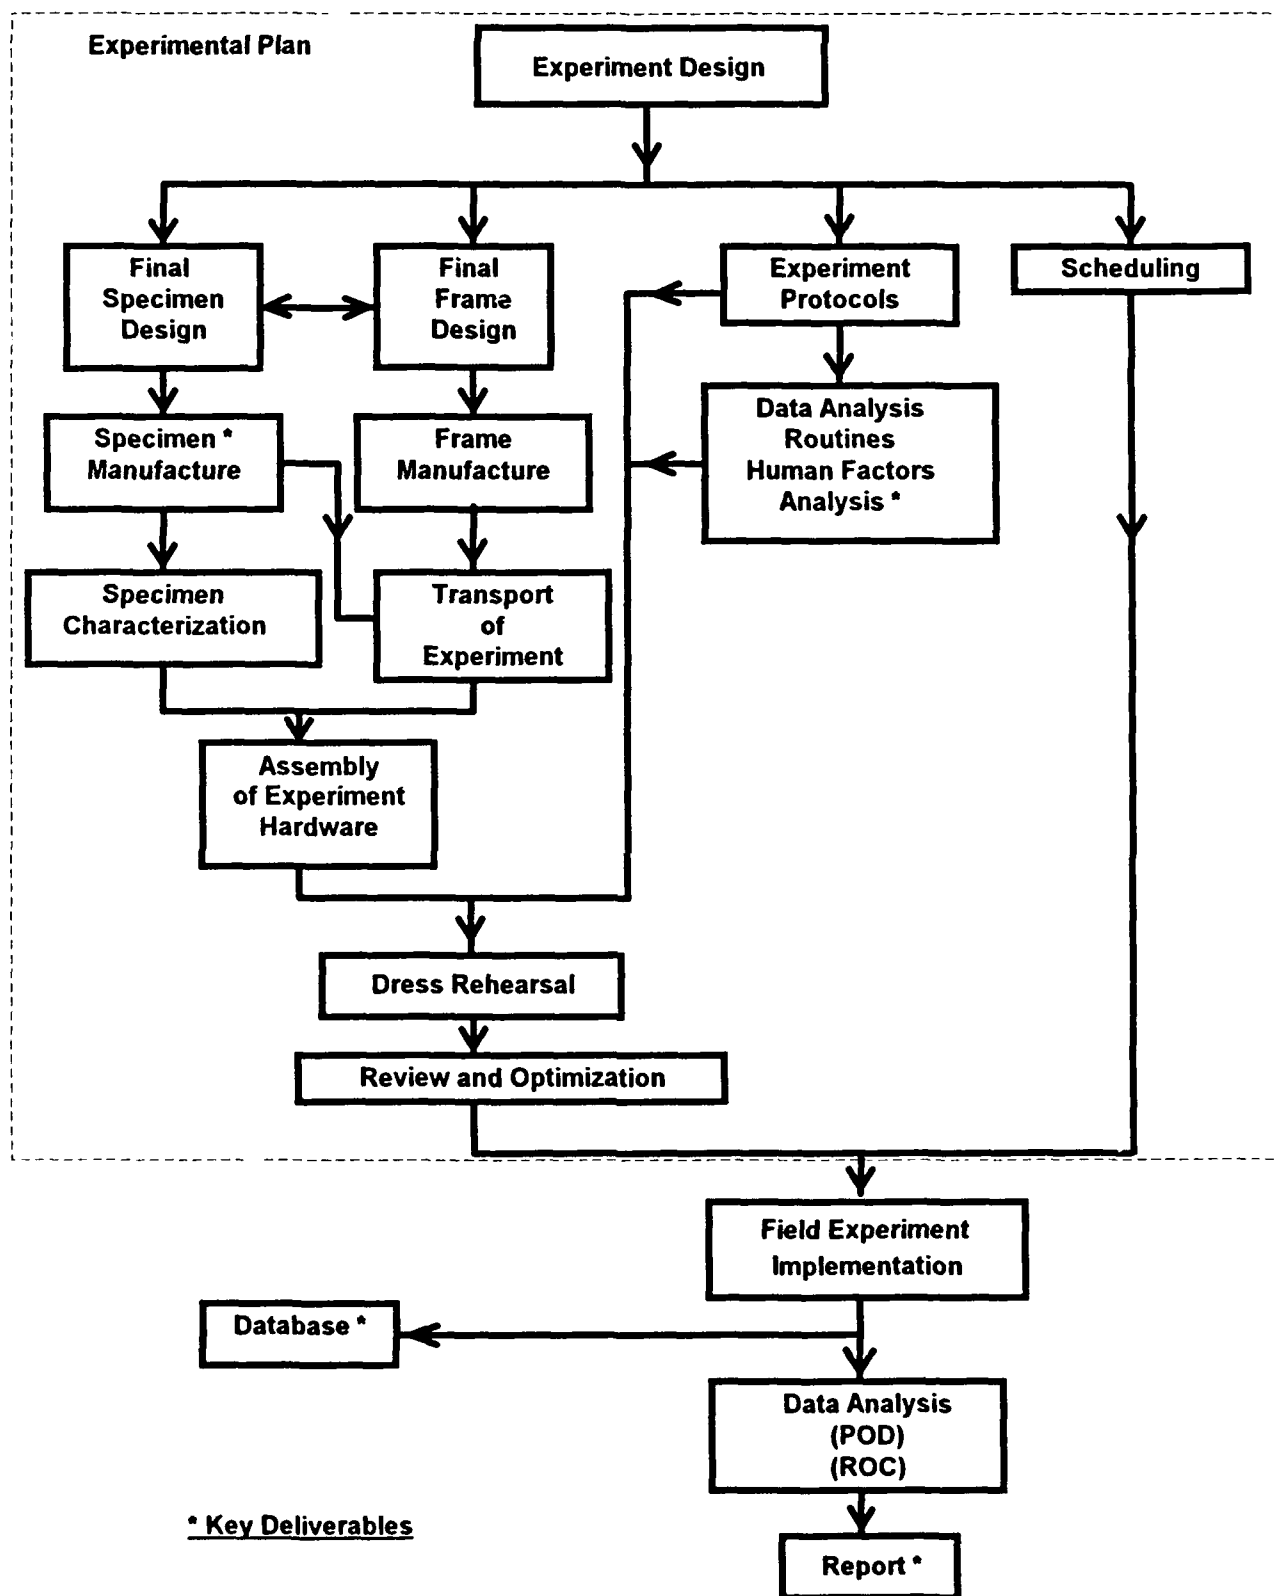 Experimental Plan
Experiment Design
Final
Specimen
Design
Final
Frame
Design
Experiment
Protocols
Scheduling
Specimen *
Manufacture
Frame
Manufacture
Data Analysis
Routines
Human Factors
Analysis *
Specimen
Characterization
Transport
of
Experiment
Assembly
of Experiment
Hardware
Dress Rehearsal
Review and Optimization
Field Experiment
Implementation
Database *
Data Analysis
(POD)
(ROC)
* Key Deliverables
Report *